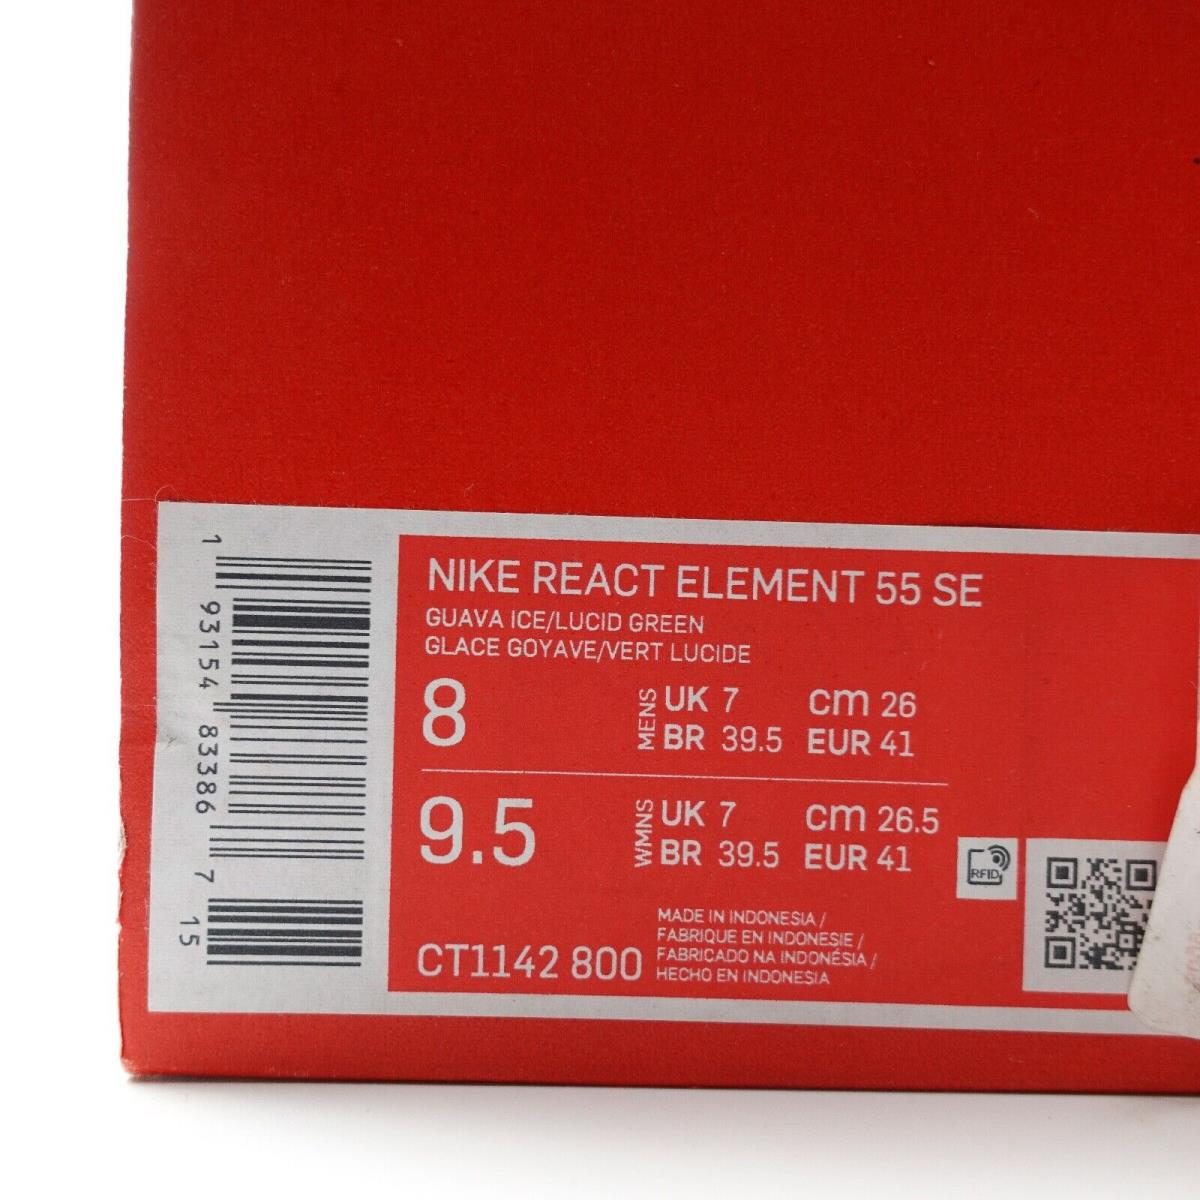 NIKE REACT ELEMENT 55 SE
GUAVA ICE/LUCID GREEN
GLACE GOYAVE/VERT LUCIDE
8
MENS
UK 7 cm 26
BR 39.5 EUR 41
9.5
WMNS
UK 7 cm 26.5
BR 39.5 EUR 41
RFID
CT1142 800
MADE IN INDONESIA /
FABRIQUE EN INDONESIE /
FABRICADO NA INDONÉSIA /
HECHO EN INDONESIA
1 93154 83386 7 15